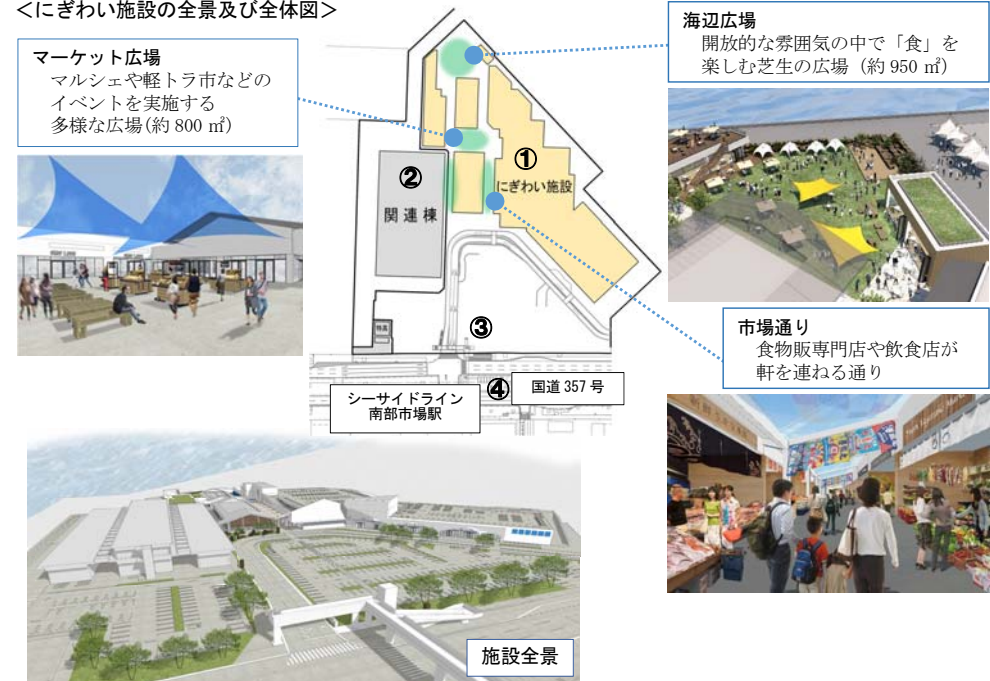 ＜にぎわい施設の全景及び全体図＞
マーケット広場
マルシェや軽トラ市などの
イベントを実施する
多様な広場(約 800 ㎡)
海辺広場
開放的な雰囲気の中で「食」を
楽しむ芝生の広場（約 950 ㎡）
①
にぎわい施設
②
関連棟
市場通り
食物販専門店や飲食店が
軒を連ねる通り
③
④
国道 357 号
シーサイドライン
南部市場駅
施設全景